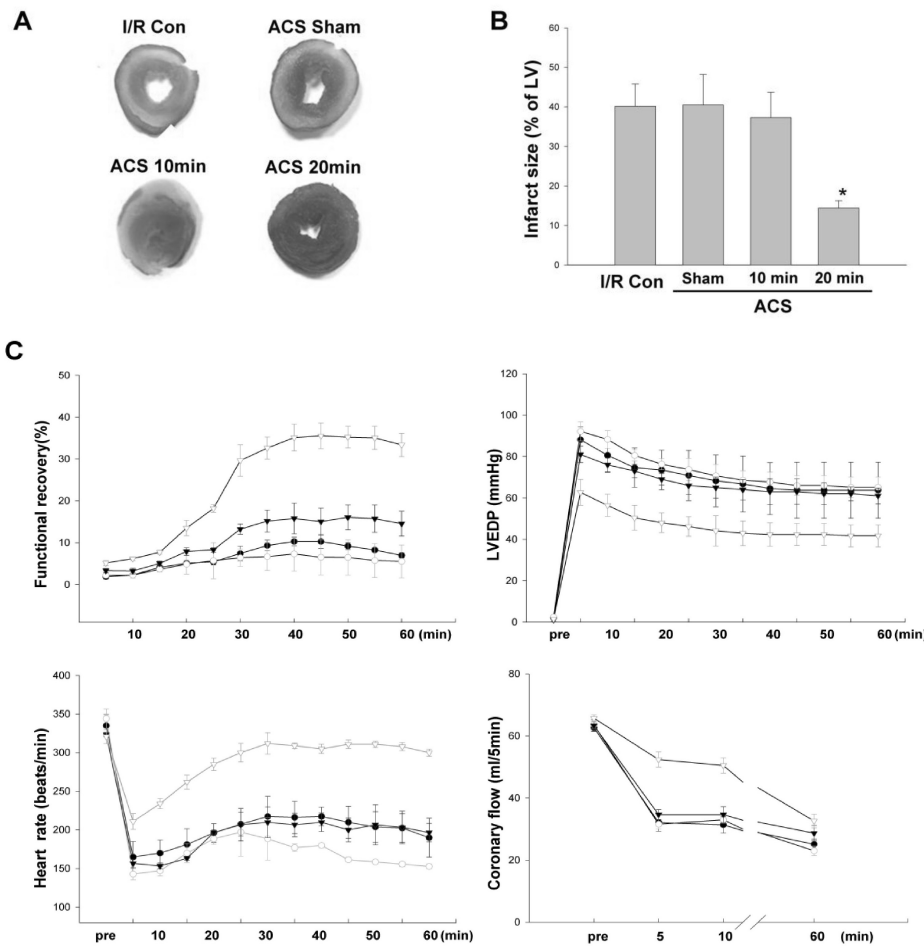 A
I/R Con
ACS Sham
ACS 10min
ACS 20min
B
Infarct size (% of LV)
60
50
40
30
20
10
0
*
I/R Con
Sham
10 min
20 min
ACS
C
Functional recovery(%)
50
40
30
20
10
0
10 20 30 40 50 60 (min)
LVEDP (mmHg)
120
100
80
60
40
20
0
pre 10 20 30 40 50 60 (min)
Heart rate (beats/min)
400
350
300
250
200
150
100
pre 10 20 30 40 50 60 (min)
Coronary flow (ml/5min)
80
60
40
20
0
pre 5 10 60 (min)